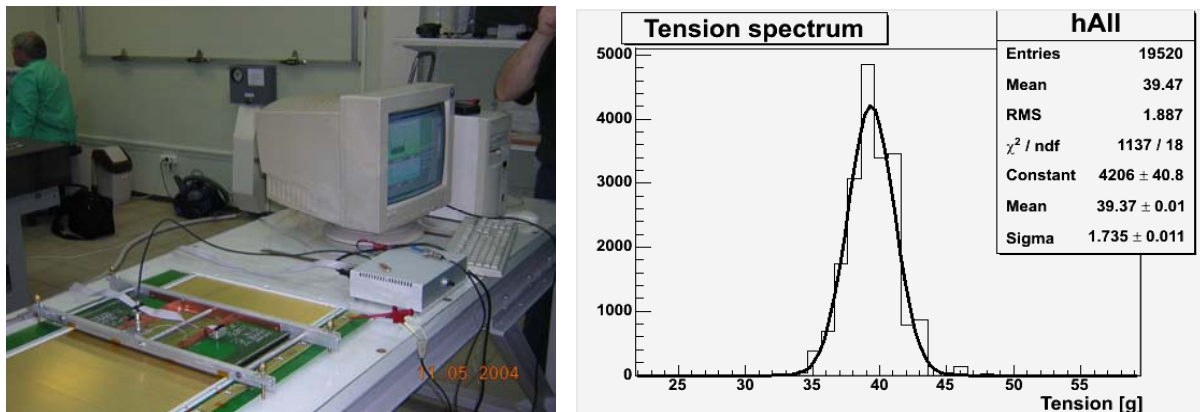 11 05 2004
Tension spectrum
hAll
Entries 19520
Mean 39.47
RMS 1.887
χ² / ndf 1137 / 18
Constant 4206 ± 40.8
Mean 39.37 ± 0.01
Sigma 1.735 ± 0.011
5000
4000
3000
2000
1000
0
25 30 35 40 45 50 55
Tension [g]